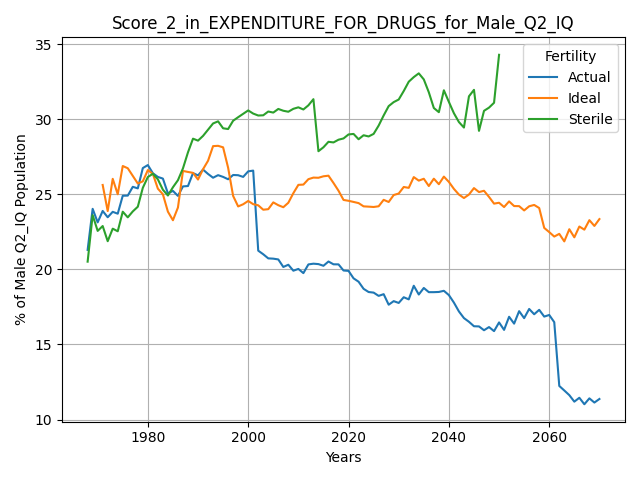 Score_2_in_EXPENDITURE_FOR_DRUGS_for_Male_Q2_IQ
% of Male Q2_IQ Population
35
30
25
20
15
10
1980
2000
2020
2040
2060
Years
Fertility
Actual
Ideal
Sterile